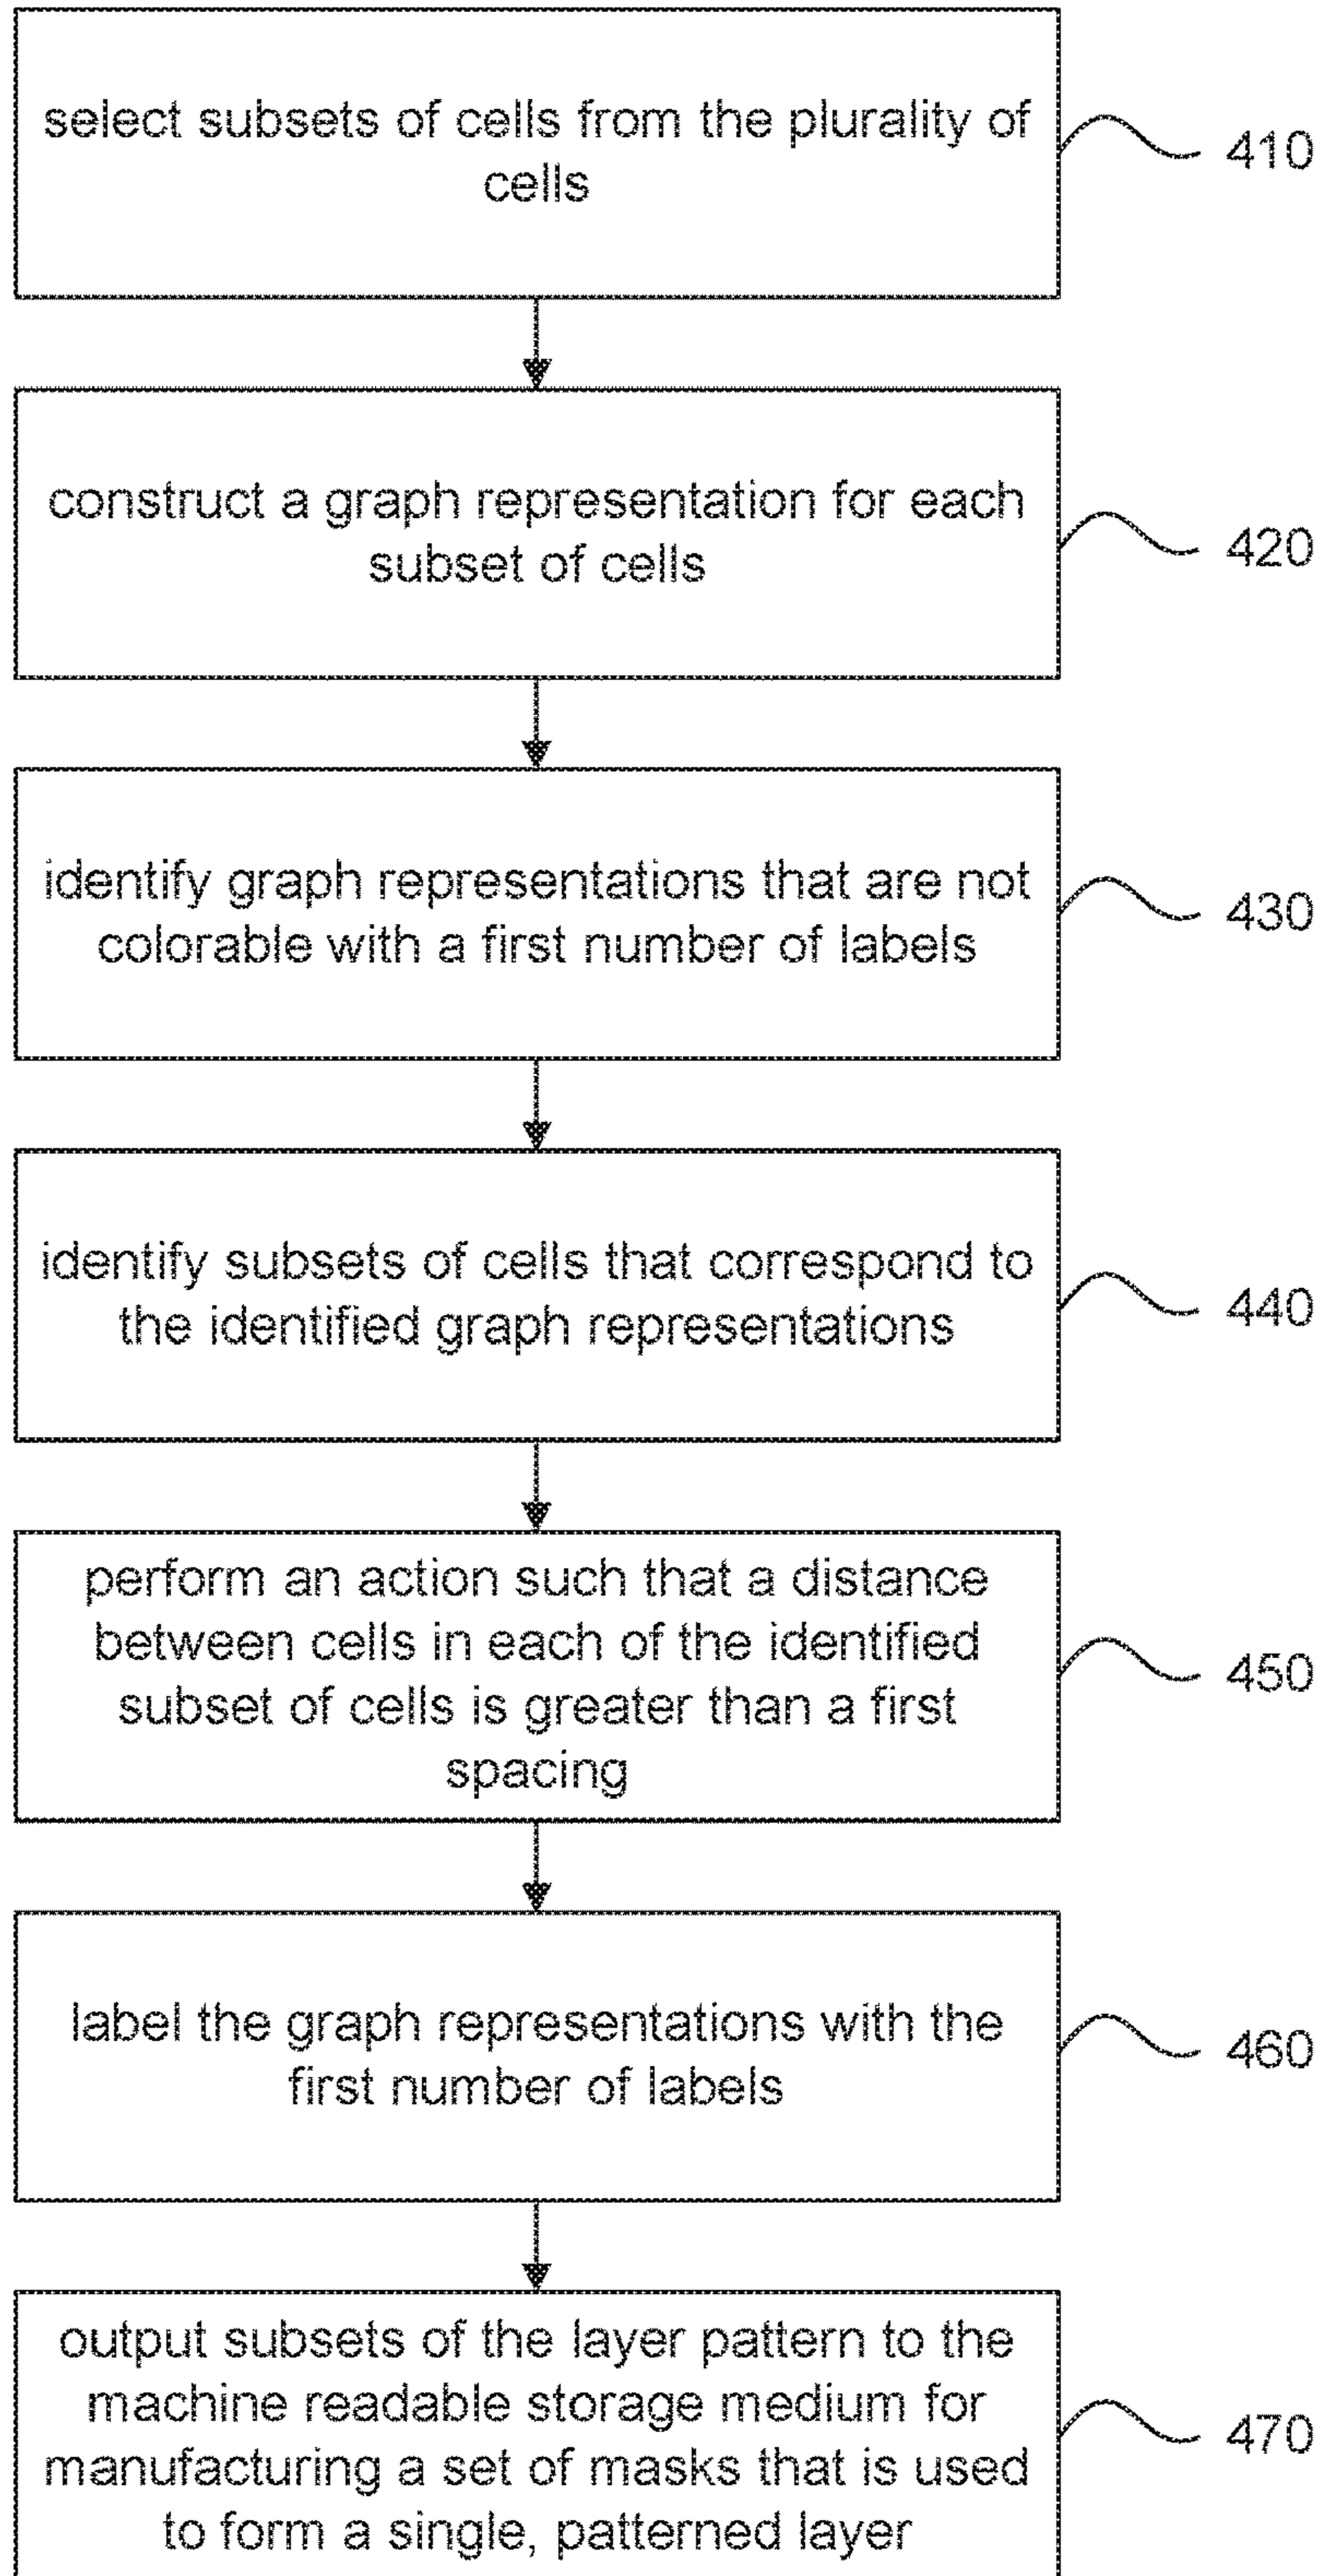 select subsets of cells from the plurality of
cells
410
construct a graph representation for each
subset of cells
420
identify graph representations that are not
colorable with a first number of labels
430
identify subsets of cells that correspond to
the identified graph representations
440
perform an action such that a distance
between cells in each of the identified
subset of cells is greater than a first
spacing
450
label the graph representations with the
first number of labels
460
output subsets of the layer pattern to the
machine readable storage medium for
manufacturing a set of masks that is used
to form a single, patterned layer
470